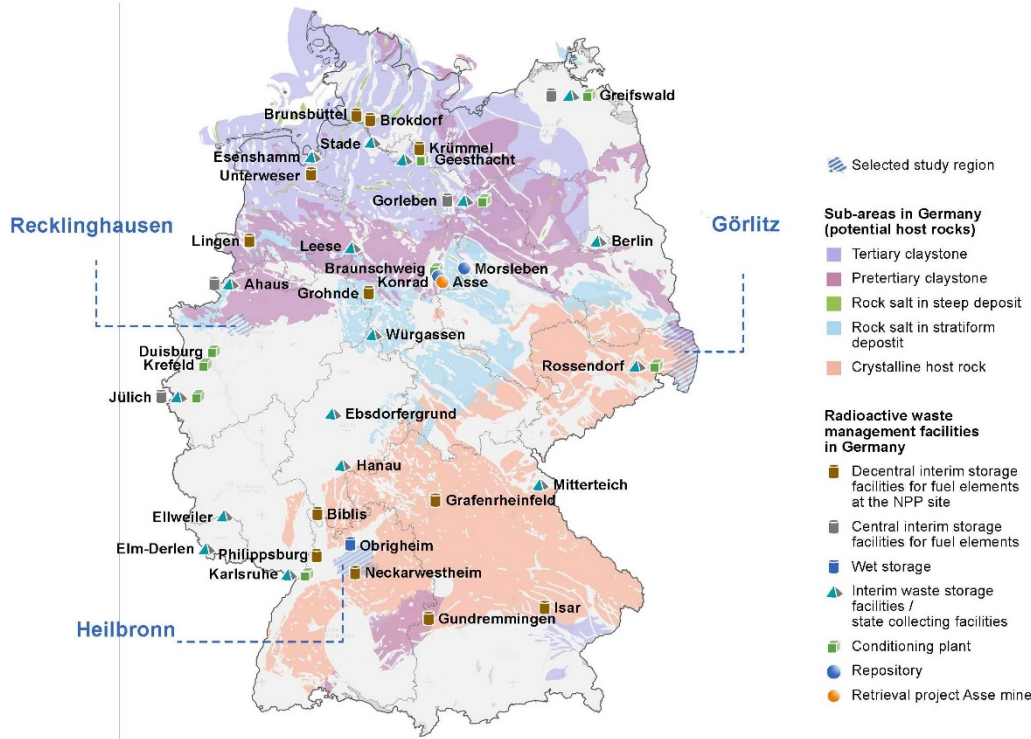 Greifswald
Brunsbüttel
Brokdorf
Stade
Krümmel
Esenshamm
Geesthacht
Unterweser
Gorleben
Recklinghausen
Görlitz
Lingen
Leese
Berlin
Braunschweig
Morsleben
Konrad
Asse
Ahaus
Grohnde
Würgassen
Duisburg
Krefeld
Rossendorf
Jülich
Ebsdorfergrund
Hanau
Mitterteich
Grafenrheinfeld
Ellweiler
Biblis
Elm-Derlen
Obrigheim
Philippsburg
Karlsruhe
Neckarwestheim
Heilbronn
Isar
Gundremmingen
Selected study region
Sub-areas in Germany
(potential host rocks)
Tertiary claystone
Pretertiary claystone
Rock salt in steep deposit
Rock salt in stratiform
depostit
Crystalline host rock
Radioactive waste
management facilities
in Germany
Decentral interim storage
facilities for fuel elements
at the NPP site
Central interim storage
facilities for fuel elements
Wet storage
Interim waste storage
facilities /
state collecting facilities
Conditioning plant
Repository
Retrieval project Asse mine